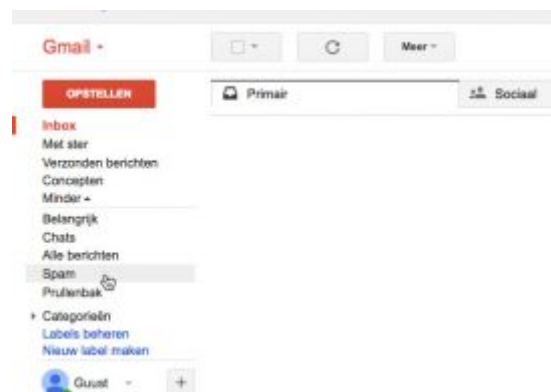 Gmail
Meer
OPSTELLEN
Primair
Sociaal
Inbox
Met ster
Verzonden berichten
Concepten
Minder
Belangrijk
Chats
Alle berichten
Spam
Prullenbak
Categorieën
Labels beheren
Nieuw label maken
Guust